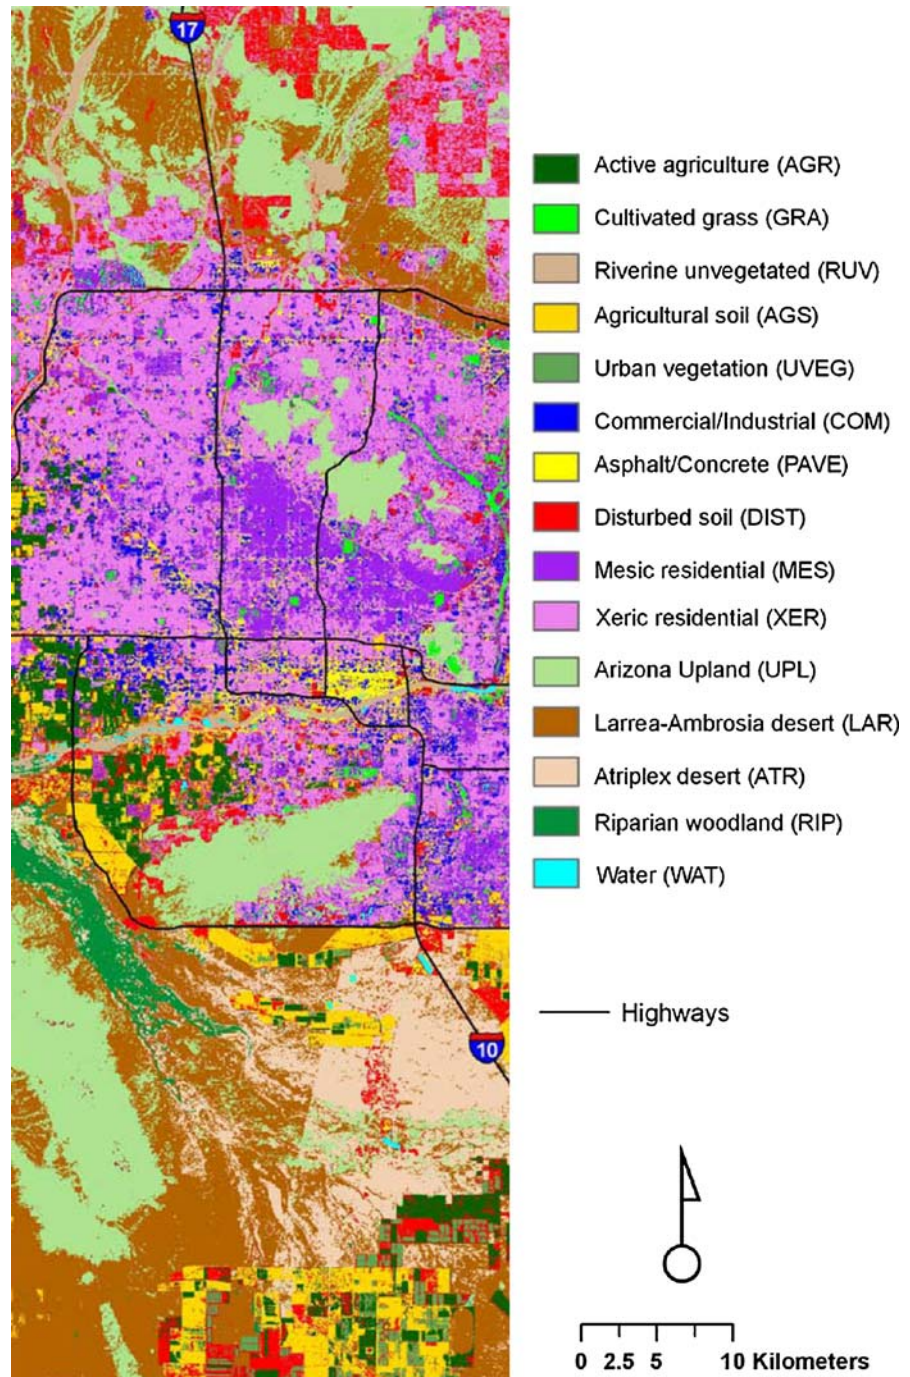 17
Active agriculture (AGR)
Cultivated grass (GRA)
Riverine unvegetated (RUV)
Agricultural soil (AGS)
Urban vegetation (UVEG)
Commercial/Industrial (COM)
Asphalt/Concrete (PAVE)
Disturbed soil (DIST)
Mesic residential (MES)
Xeric residential (XER)
Arizona Upland (UPL)
Larrea-Ambrosia desert (LAR)
Atriplex desert (ATR)
Riparian woodland (RIP)
Water (WAT)
Highways
10
0 2.5 5 10 Kilometers